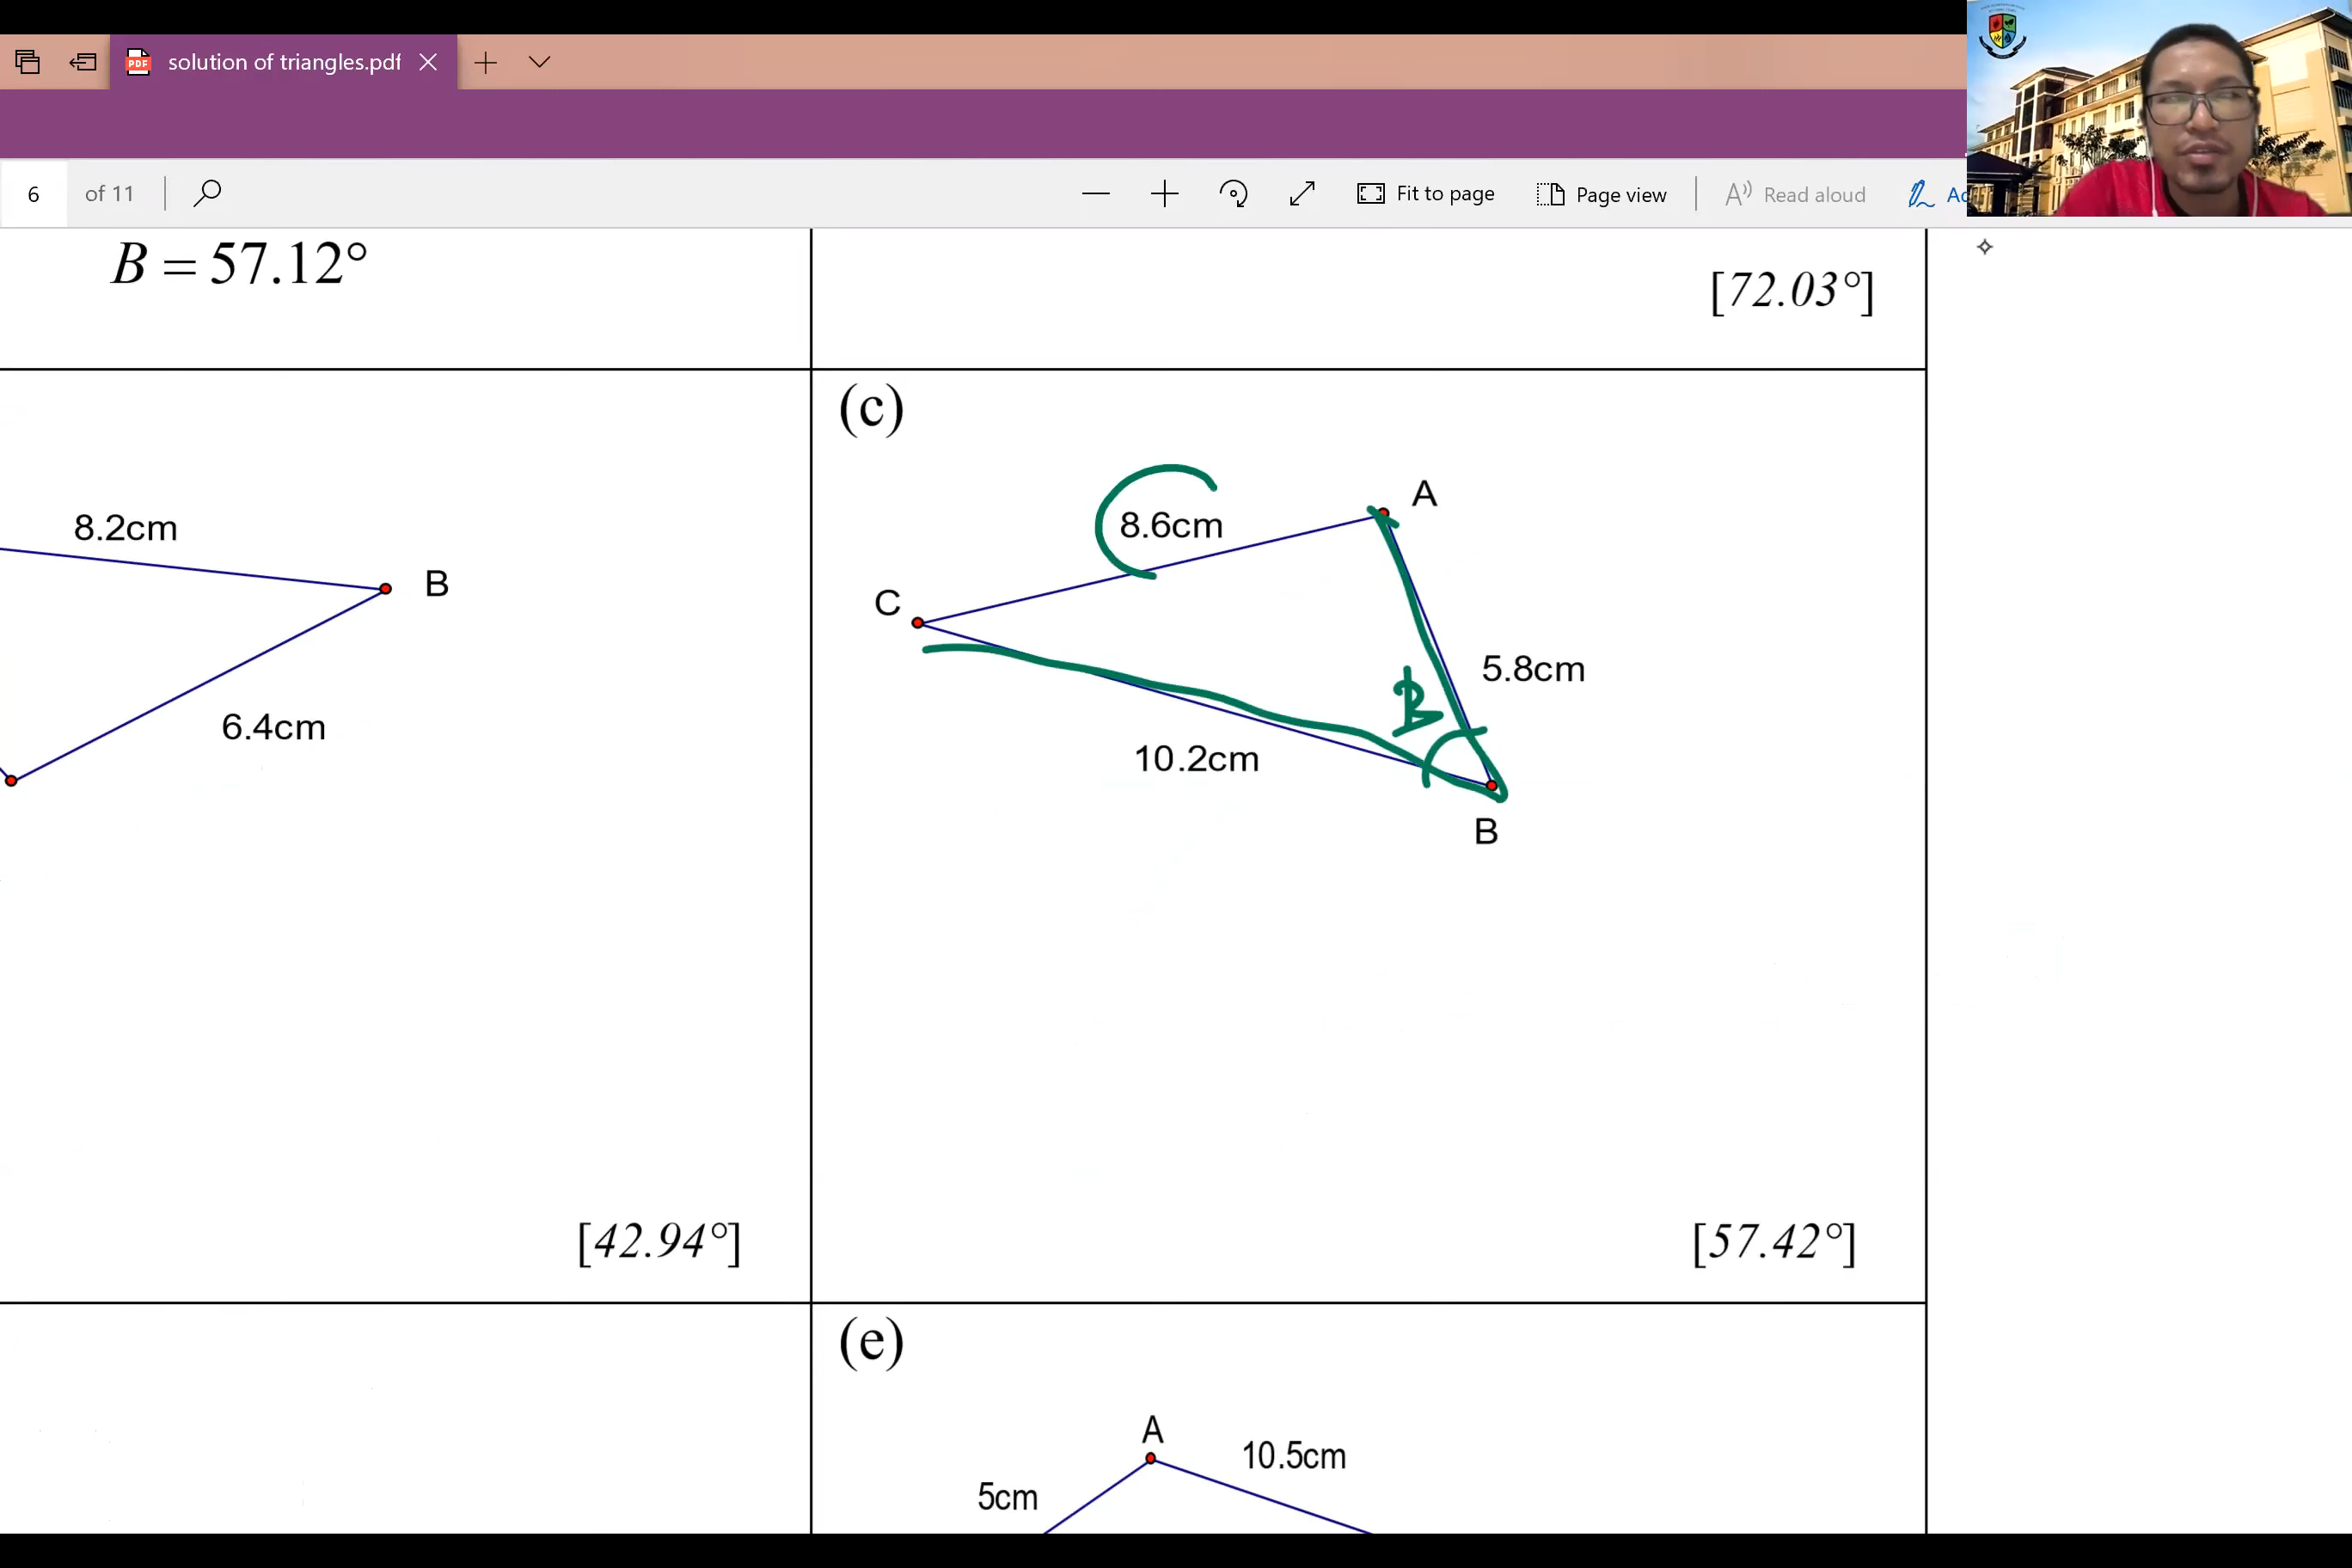 solution of triangles.pdf
6 of 11
Fit to page
Page view
Read aloud
B = 57.12°
[72.03°]
8.2cm
B
6.4cm
[42.94°]
(c)
8.6cm
A
C
5.8cm
B
10.2cm
B
[57.42°]
(e)
A
10.5cm
5cm